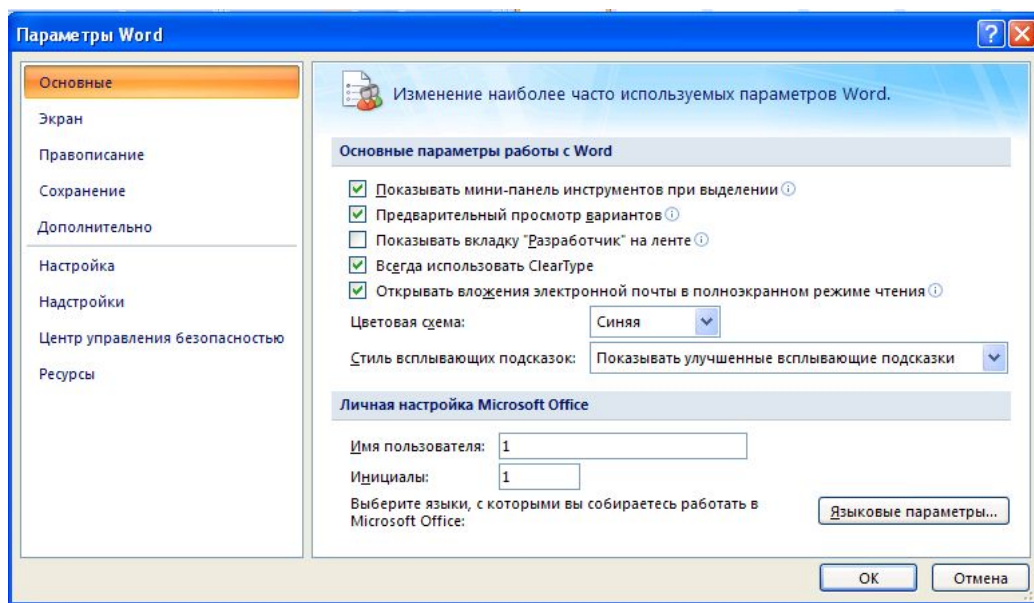 Параметры Word
Основные
Экран
Правописание
Сохранение
Дополнительно
Настройка
Надстройки
Центр управления безопасностью
Ресурсы
Изменение наиболее часто используемых параметров Word.
Основные параметры работы с Word
Показывать мини-панель инструментов при выделении
Предварительный просмотр вариантов
Показывать вкладку "Разработчик" на ленте
Всегда использовать ClearType
Открывать вложения электронной почты в полноэкранном режиме чтения
Цветовая схема: Синяя
Стиль всплывающих подсказок: Показывать улучшенные всплывающие подсказки
Личная настройка Microsoft Office
Имя пользователя: 1
Инициалы: 1
Выберите языки, с которыми вы собираетесь работать в
Microsoft Office:
Языковые параметры...
ОК Отмена